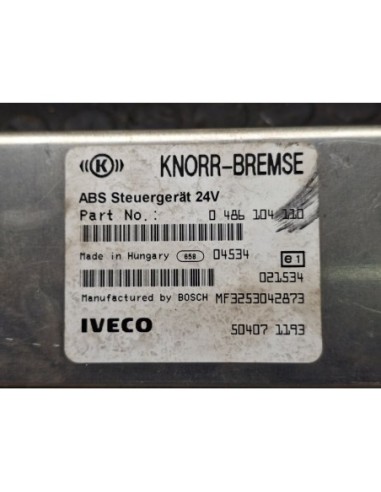 ((K)) KNORR-BREMSE
ABS Steuergerät 24V
Part No.: 0 486 104 110
Made in Hungary 658 04534 e1
021534
Manufactured by BOSCH MF3253042873
IVECO 50407 1193